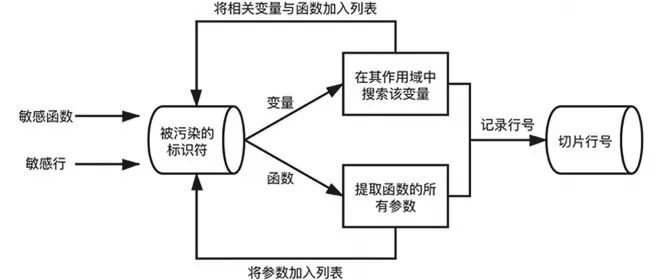 将相关变量与函数加入列表
敏感函数
敏感行
被污染的
标识符
变量
函数
在其作用域中
搜索该变量
提取函数的所
有参数
记录行号
切片行号
将参数加入列表